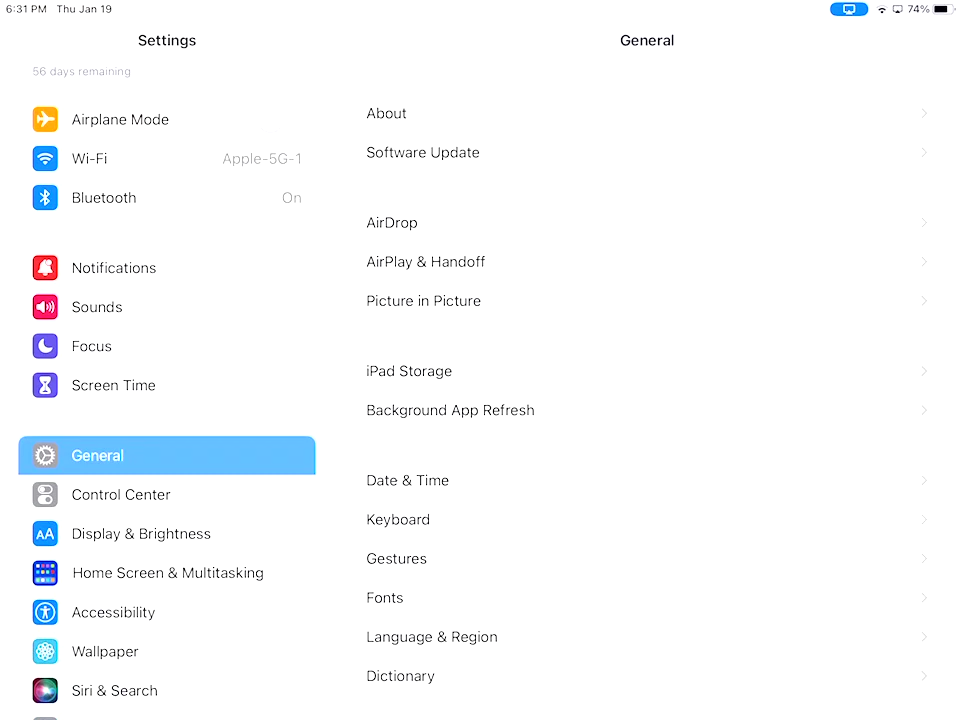 6:31 PM Thu Jan 19
74%
Settings
General
56 days remaining
Airplane Mode
Wi-Fi Apple-5G-1
Bluetooth On
Notifications
Sounds
Focus
Screen Time
General
Control Center
AA Display & Brightness
Home Screen & Multitasking
Accessibility
Wallpaper
Siri & Search
About
Software Update
AirDrop
AirPlay & Handoff
Picture in Picture
iPad Storage
Background App Refresh
Date & Time
Keyboard
Gestures
Fonts
Language & Region
Dictionary